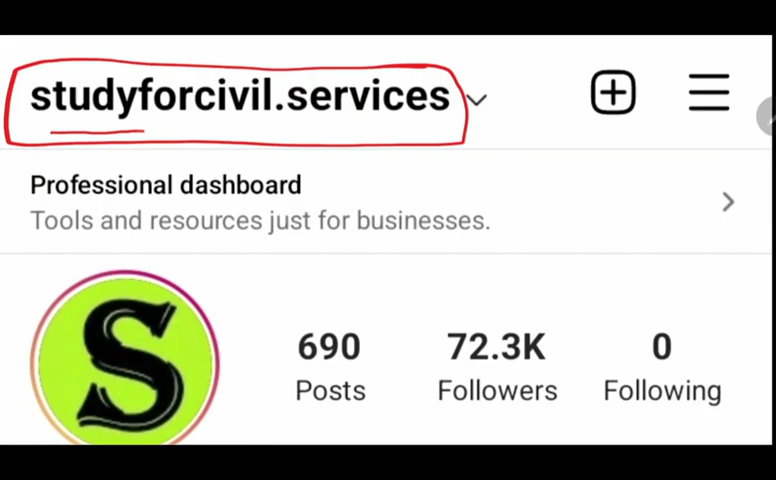 studyforcivil.services
Professional dashboard
Tools and resources just for businesses.
S
690 72.3K 0
Posts Followers Following